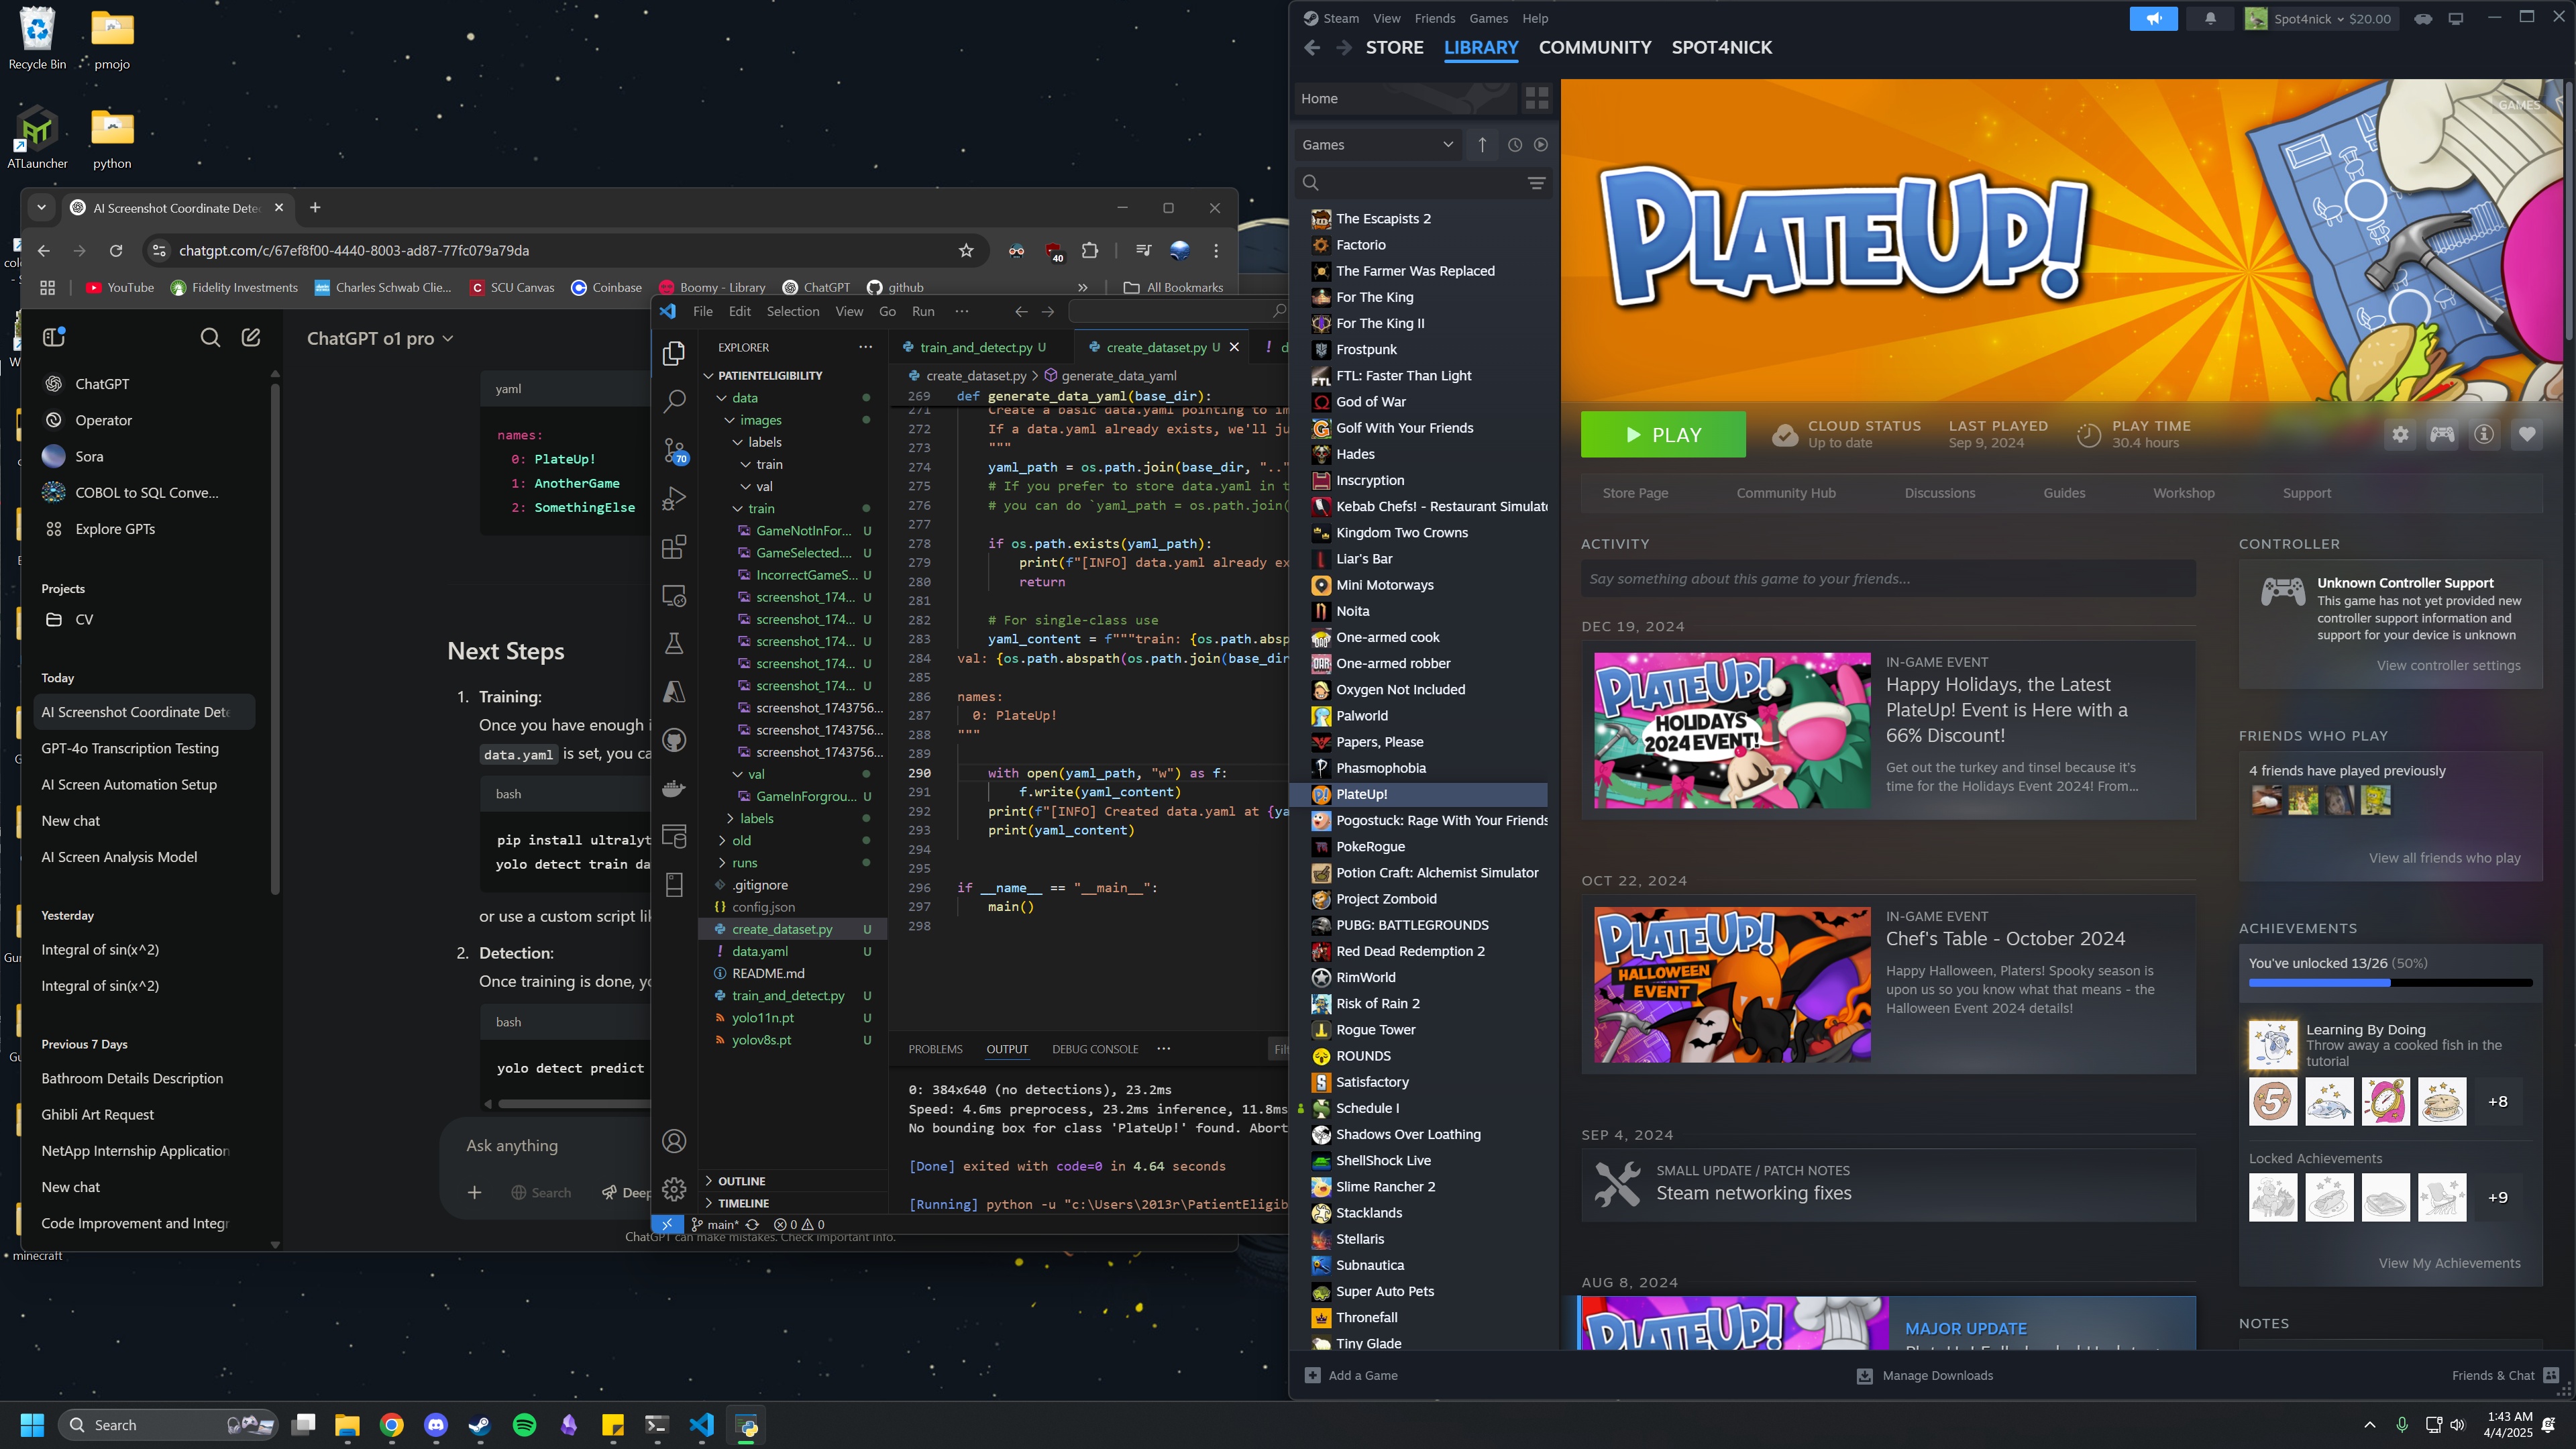 Recycle Bin
pmojo
ATLauncher
python
AI Screenshot Coordinate Dete
chatgpt.com/c/67ef8f00-4440-8003-ad87-77fc079a79da
40
YouTube
Fidelity Investments
Charles Schwab Clie...
SCU Canvas
Coinbase
Boomy - Library
ChatGPT
github
All Bookmarks
ChatGPT o1 pro
ChatGPT
Operator
Sora
COBOL to SQL Conve...
Explore GPTs
Projects
CV
Today
AI Screenshot Coordinate Dete
GPT-4o Transcription Testing
AI Screen Automation Setup
New chat
AI Screen Analysis Model
Yesterday
Integral of sin(x^2)
Integral of sin(x^2)
Previous 7 Days
Bathroom Details Description
Ghibli Art Request
NetApp Internship Application
New chat
Code Improvement and Integr
minecraft
yaml
names:
0: PlateUp!
1: AnotherGame
2: SomethingElse
Next Steps
1. Training:
Once you have enough i
data.yaml is set, you ca
bash
pip install ultralyt
yolo detect train da
or use a custom script li
2. Detection:
Once training is done, yo
bash
yolo detect predict
Ask anything
Search
Deep
ChatGPT can make mistakes. Check important info.
File Edit Selection View Go Run
EXPLORER
PATIENTELIGIBILITY
data
images
labels
train
val
train
GameNotInFor... U
GameSelected.... U
IncorrectGameS... U
screenshot_174... U
screenshot_174... U
screenshot_174... U
screenshot_174... U
screenshot_174... U
screenshot_1743756...
screenshot_1743756...
screenshot_1743756...
val
GameInForgrou... U
labels
old
runs
.gitignore
config.json
create_dataset.py U
data.yaml U
README.md
train_and_detect.py U
yolo11n.pt U
yolov8s.pt U
OUTLINE
TIMELINE
70
main* 0 0
train_and_detect.py U
create_dataset.py U
create_dataset.py > generate_data_yaml
269 def generate_data_yaml(base_dir):
271 Create a basic data.yaml pointing to im
272 If a data.yaml already exists, we'll ju
273 """
274 yaml_path = os.path.join(base_dir, ".."
275 # If you prefer to store data.yaml in t
276 # you can do `yaml_path = os.path.join(
277
278 if os.path.exists(yaml_path):
279 print(f"[INFO] data.yaml already ex
280 return
281
282 # For single-class use
283 yaml_content = f"""train: {os.path.absp
284 val: {os.path.abspath(os.path.join(base_dir
285
286 names:
287 0: PlateUp!
288 """
289
290 with open(yaml_path, "w") as f:
291 f.write(yaml_content)
292 print(f"[INFO] Created data.yaml at {ya
293 print(yaml_content)
294
295
296 if __name__ == "__main__":
297 main()
298
PROBLEMS OUTPUT DEBUG CONSOLE
0: 384x640 (no detections), 23.2ms
Speed: 4.6ms preprocess, 23.2ms inference, 11.8ms
No bounding box for class 'PlateUp!' found. Abort
[Done] exited with code=0 in 4.64 seconds
[Running] python -u "c:\Users\2013r\PatientEligib
Steam View Friends Games Help
Spot4nick $20.00
STORE LIBRARY COMMUNITY SPOT4NICK
Home
Games
The Escapists 2
Factorio
The Farmer Was Replaced
For The King
For The King II
Frostpunk
FTL: Faster Than Light
God of War
Golf With Your Friends
Hades
Inscryption
Kebab Chefs! - Restaurant Simulato
Kingdom Two Crowns
Liar's Bar
Mini Motorways
Noita
One-armed cook
One-armed robber
Oxygen Not Included
Palworld
Papers, Please
Phasmophobia
PlateUp!
Pogostuck: Rage With Your Friends
PokeRogue
Potion Craft: Alchemist Simulator
Project Zomboid
PUBG: BATTLEGROUNDS
Red Dead Redemption 2
RimWorld
Risk of Rain 2
Rogue Tower
ROUNDS
Satisfactory
Schedule I
Shadows Over Loathing
ShellShock Live
Slime Rancher 2
Stacklands
Stellaris
Subnautica
Super Auto Pets
Thronefall
Tiny Glade
Add a Game
GAMES
PLATEUP!
PLAY
CLOUD STATUS
Up to date
LAST PLAYED
Sep 9, 2024
PLAY TIME
30.4 hours
Store Page Community Hub Discussions Guides Workshop Support
ACTIVITY
Say something about this game to your friends...
DEC 19, 2024
PLATEUP!
HOLIDAYS
2024 EVENT!
IN-GAME EVENT
Happy Holidays, the Latest
PlateUp! Event is Here with a
66% Discount!
Get out the turkey and tinsel because it's
time for the Holidays Event 2024! From...
OCT 22, 2024
PLATEUP!
HALLOWEEN
EVENT
IN-GAME EVENT
Chef's Table - October 2024
Happy Halloween, Platers! Spooky season is
upon us so you know what that means - the
Halloween Event 2024 details!
SEP 4, 2024
SMALL UPDATE / PATCH NOTES
Steam networking fixes
AUG 8, 2024
PLATEUP!
MAJOR UPDATE
CONTROLLER
Unknown Controller Support
This game has not yet provided new
controller support information and
support for your device is unknown
View controller settings
FRIENDS WHO PLAY
4 friends have played previously
View all friends who play
ACHIEVEMENTS
You've unlocked 13/26 (50%)
Learning By Doing
Throw away a cooked fish in the
tutorial
5
+8
Locked Achievements
+9
View My Achievements
NOTES
Manage Downloads
Friends & Chat
Search
1:43 AM
4/4/2025